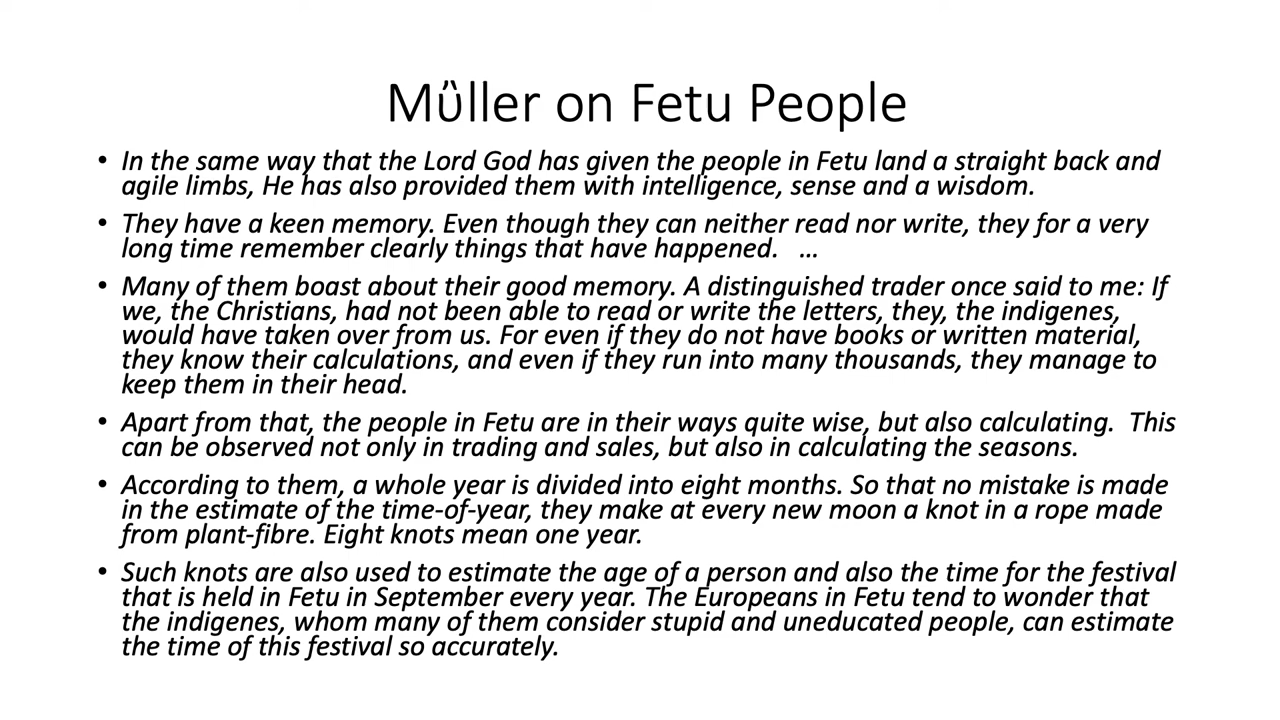 Mΰller on Fetu People
• In the same way that the Lord God has given the people in Fetu land a straight back and
agile limbs, He has also provided them with intelligence, sense and a wisdom.
• They have a keen memory. Even though they can neither read nor write, they for a very
long time remember clearly things that have happened. ...
• Many of them boast about their good memory. A distinguished trader once said to me: If
we, the Christians, had not been able to read or write the letters, they, the indigenes,
would have taken over from us. For even if they do not have books or written material,
they know their calculations, and even if they run into many thousands, they manage to
keep them in their head.
• Apart from that, the people in Fetu are in their ways quite wise, but also calculating. This
can be observed not only in trading and sales, but also in calculating the seasons.
• According to them, a whole year is divided into eight months. So that no mistake is made
in the estimate of the time-of-year, they make at every new moon a knot in a rope made
from plant-fibre. Eight knots mean one year.
• Such knots are also used to estimate the age of a person and also the time for the festival
that is held in Fetu in September every year. The Europeans in Fetu tend to wonder that
the indigenes, whom many of them consider stupid and uneducated people, can estimate
the time of this festival so accurately.